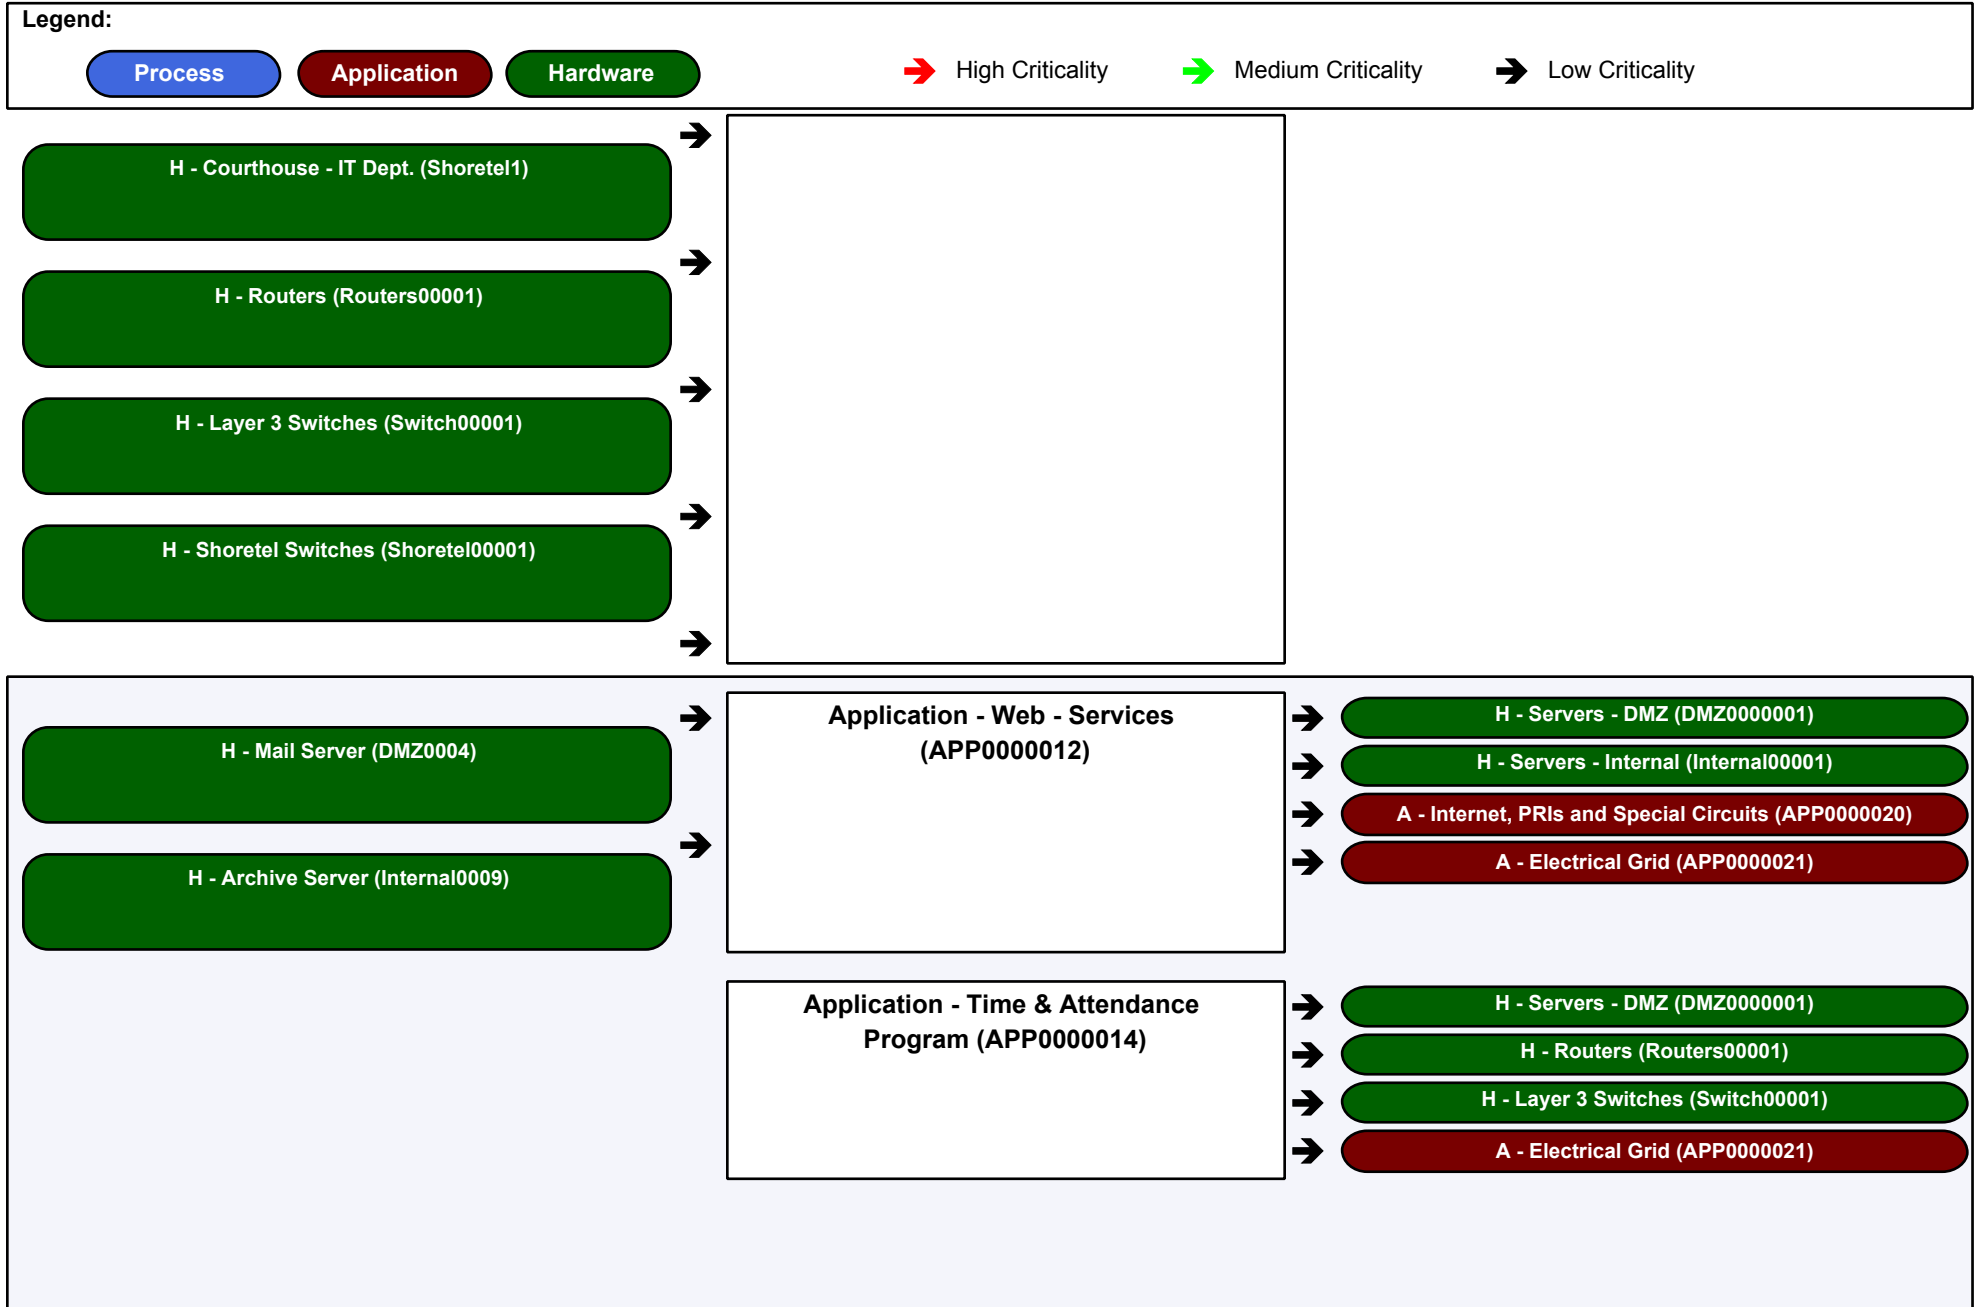 Legend:
Process
Application
Hardware
High Criticality
Medium Criticality
Low Criticality
H - Courthouse - IT Dept. (Shoretel1)
H - Routers (Routers00001)
H - Layer 3 Switches (Switch00001)
H - Shoretel Switches (Shoretel00001)
H - Mail Server (DMZ0004)
H - Archive Server (Internal0009)
Application - Web - Services
(APP0000012)
H - Servers - DMZ (DMZ0000001)
H - Servers - Internal (Internal00001)
A - Internet, PRIs and Special Circuits (APP0000020)
A - Electrical Grid (APP0000021)
Application - Time & Attendance
Program (APP0000014)
H - Servers - DMZ (DMZ0000001)
H - Routers (Routers00001)
H - Layer 3 Switches (Switch00001)
A - Electrical Grid (APP0000021)